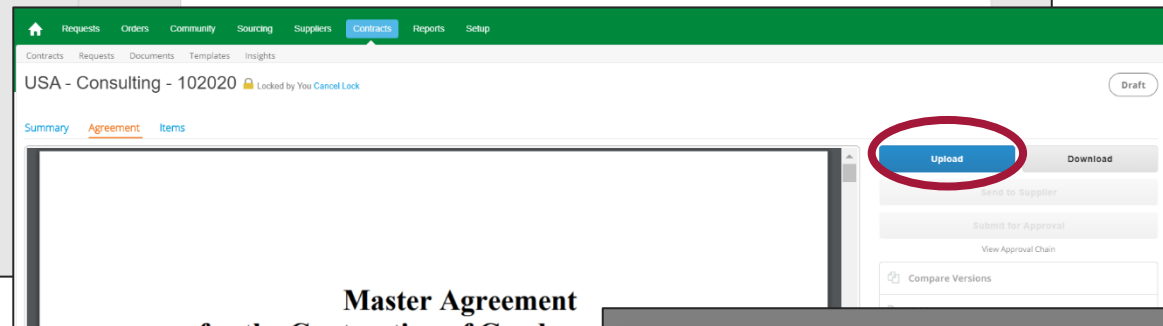 Requests Orders Community Sourcing Suppliers Contracts Reports Setup
Contracts Requests Documents Templates Insights
USA - Consulting - 102020 Locked by You Cancel Lock
Draft
Summary Agreement Items
Upload Download
Send to Supplier
Submit for Approval
View Approval Chain
Compare Versions
Master Agreement